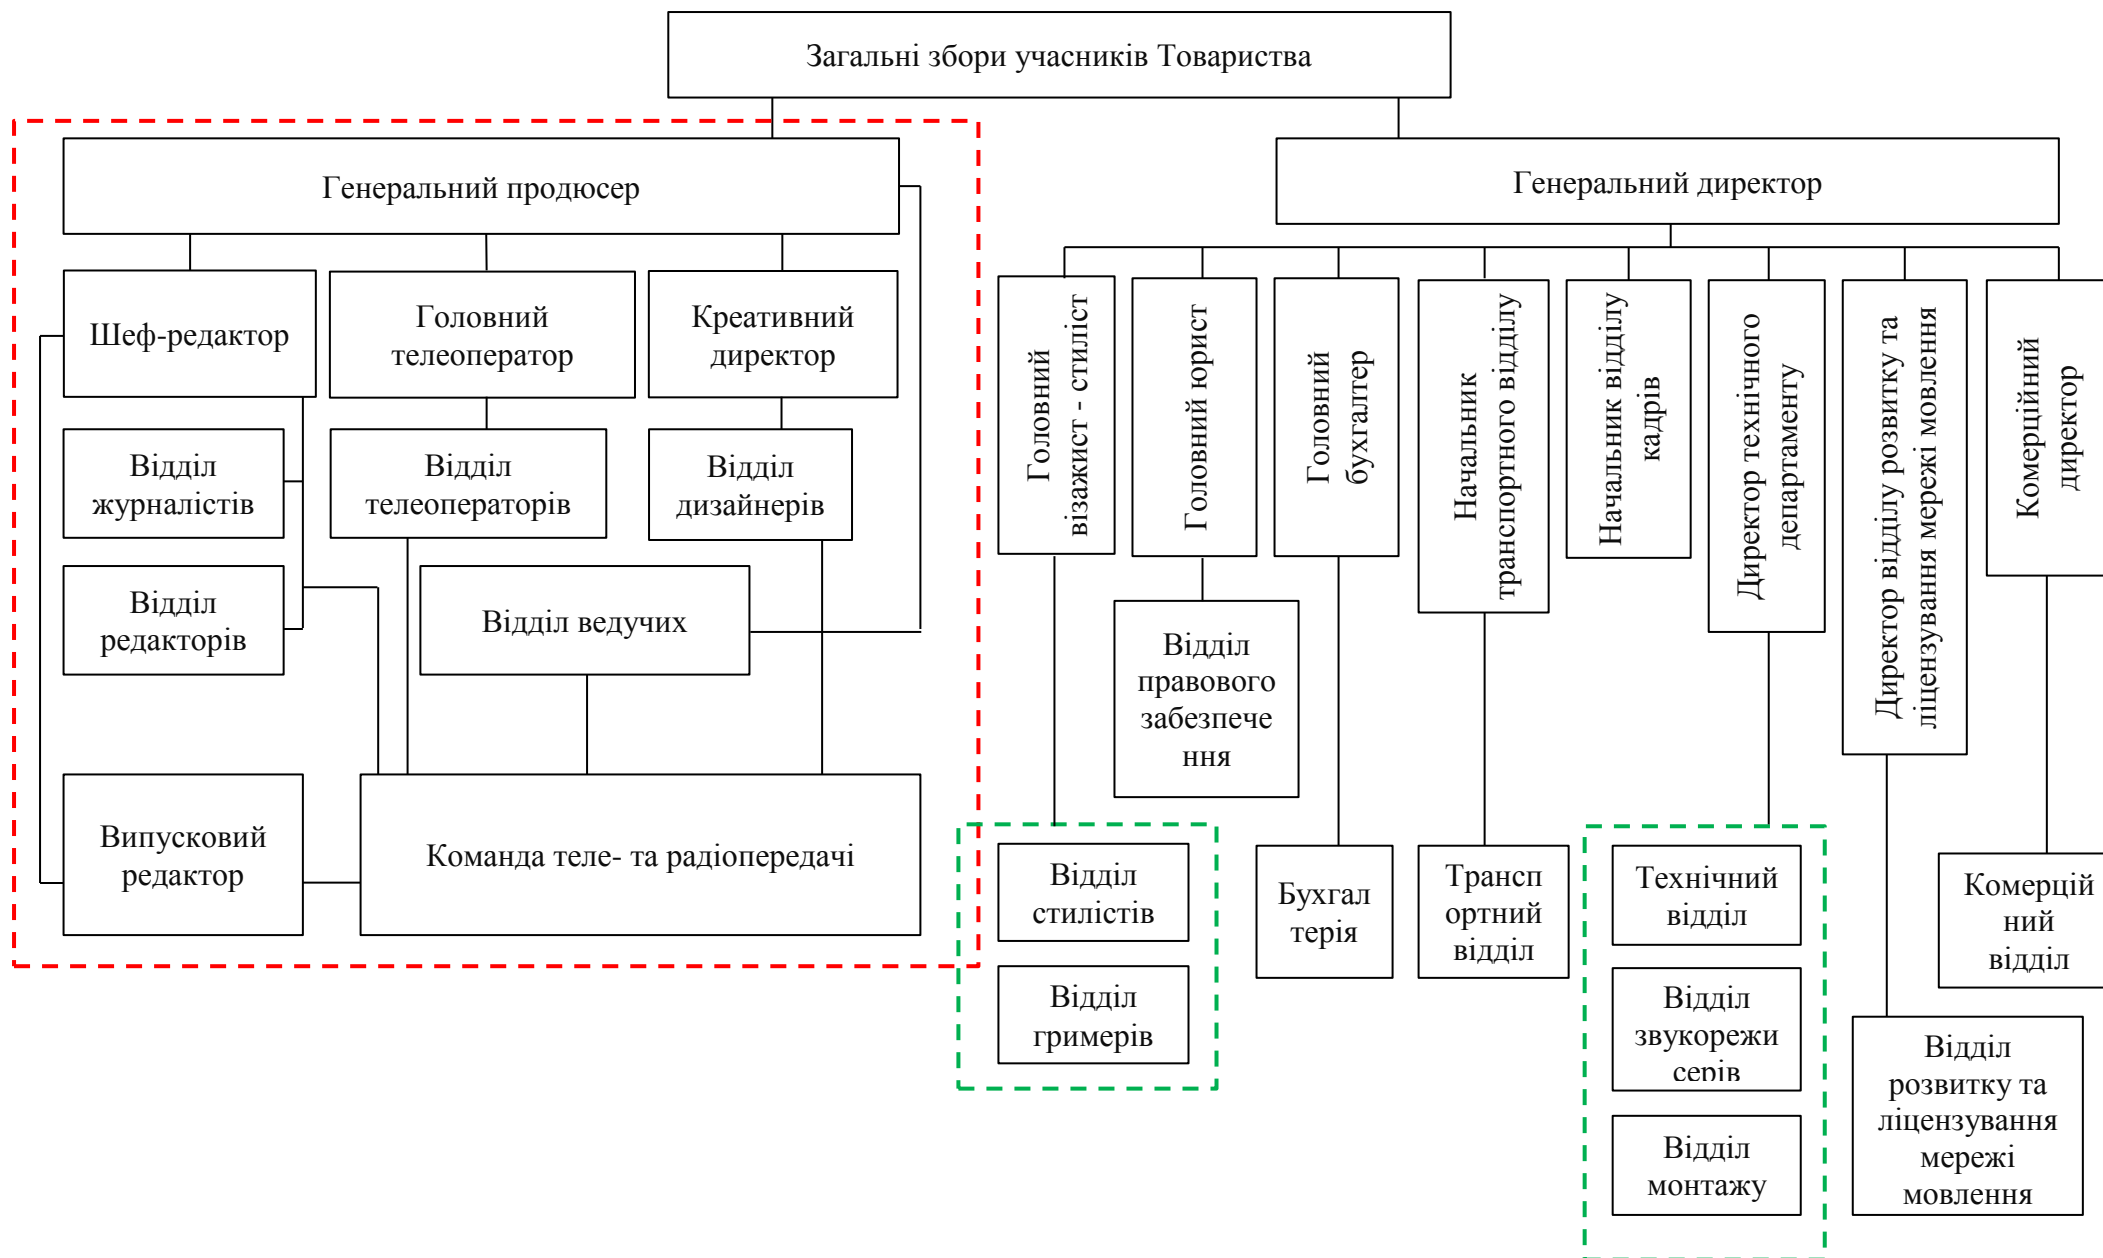 Загальні збори учасників Товариства
Генеральний продюсер
Генеральний директор
Шеф-редактор
Головний
телеоператор
Креативний
директор
Відділ
журналістів
Відділ
телеоператорів
Відділ
дизайнерів
Відділ
редакторів
Відділ ведучих
Випусковий
редактор
Команда теле- та радіопередачі
Головний
візажист - стиліст
Головний юрист
Головний
бухгалтер
Начальник
транспортного відділу
Начальник відділу
кадрів
Директор технічного
департаменту
Директор відділу розвитку та
ліцензування мережі мовлення
Комерційний
директор
Відділ
правового
забезпече
ння
Відділ
стилістів
Відділ
гримерів
Бухгал
терія
Трансп
ортний
відділ
Технічний
відділ
Відділ
звукорежи
серів
Відділ
монтажу
Відділ
розвитку та
ліцензування
мережі
мовлення
Комерцій
ний
відділ